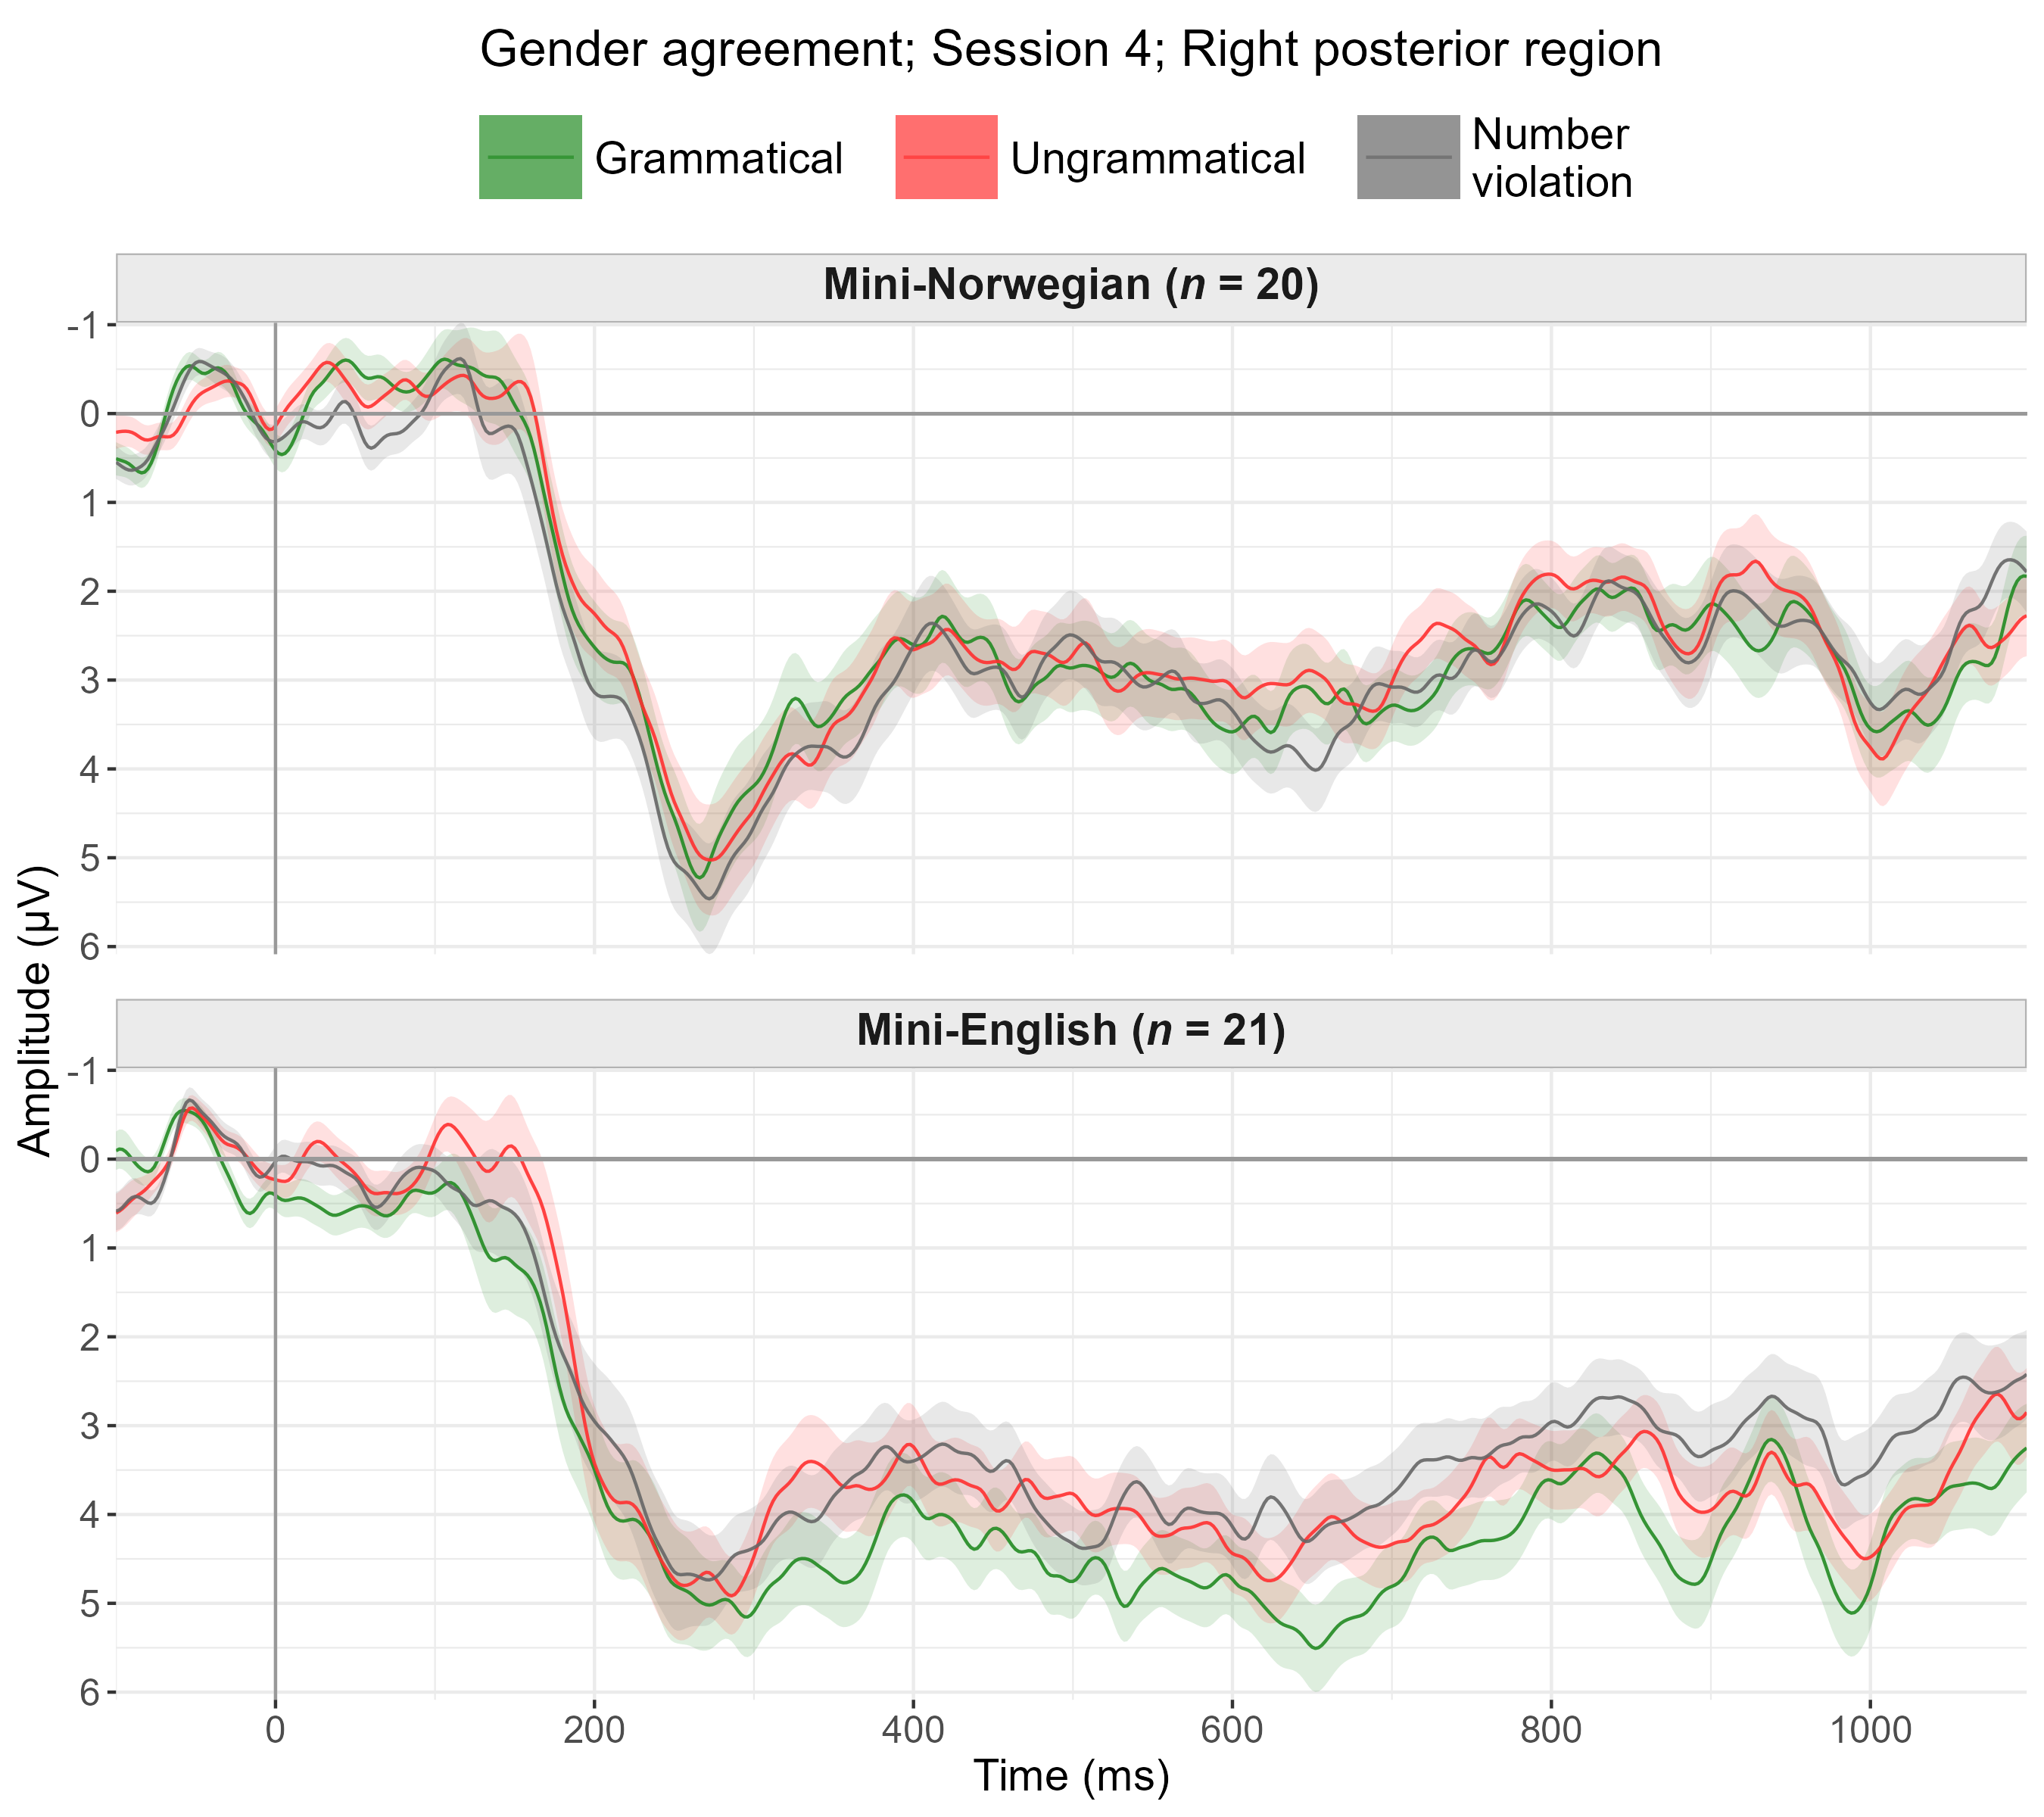 Gender agreement; Session 4; Right posterior region
Grammatical
Ungrammatical
Number
violation
Mini-Norwegian (n = 20)
-1
0
1
2
3
4
5
6
Mini-English (n = 21)
-1
0
1
2
3
4
5
6
Amplitude (µV)
0 200 400 600 800 1000
Time (ms)